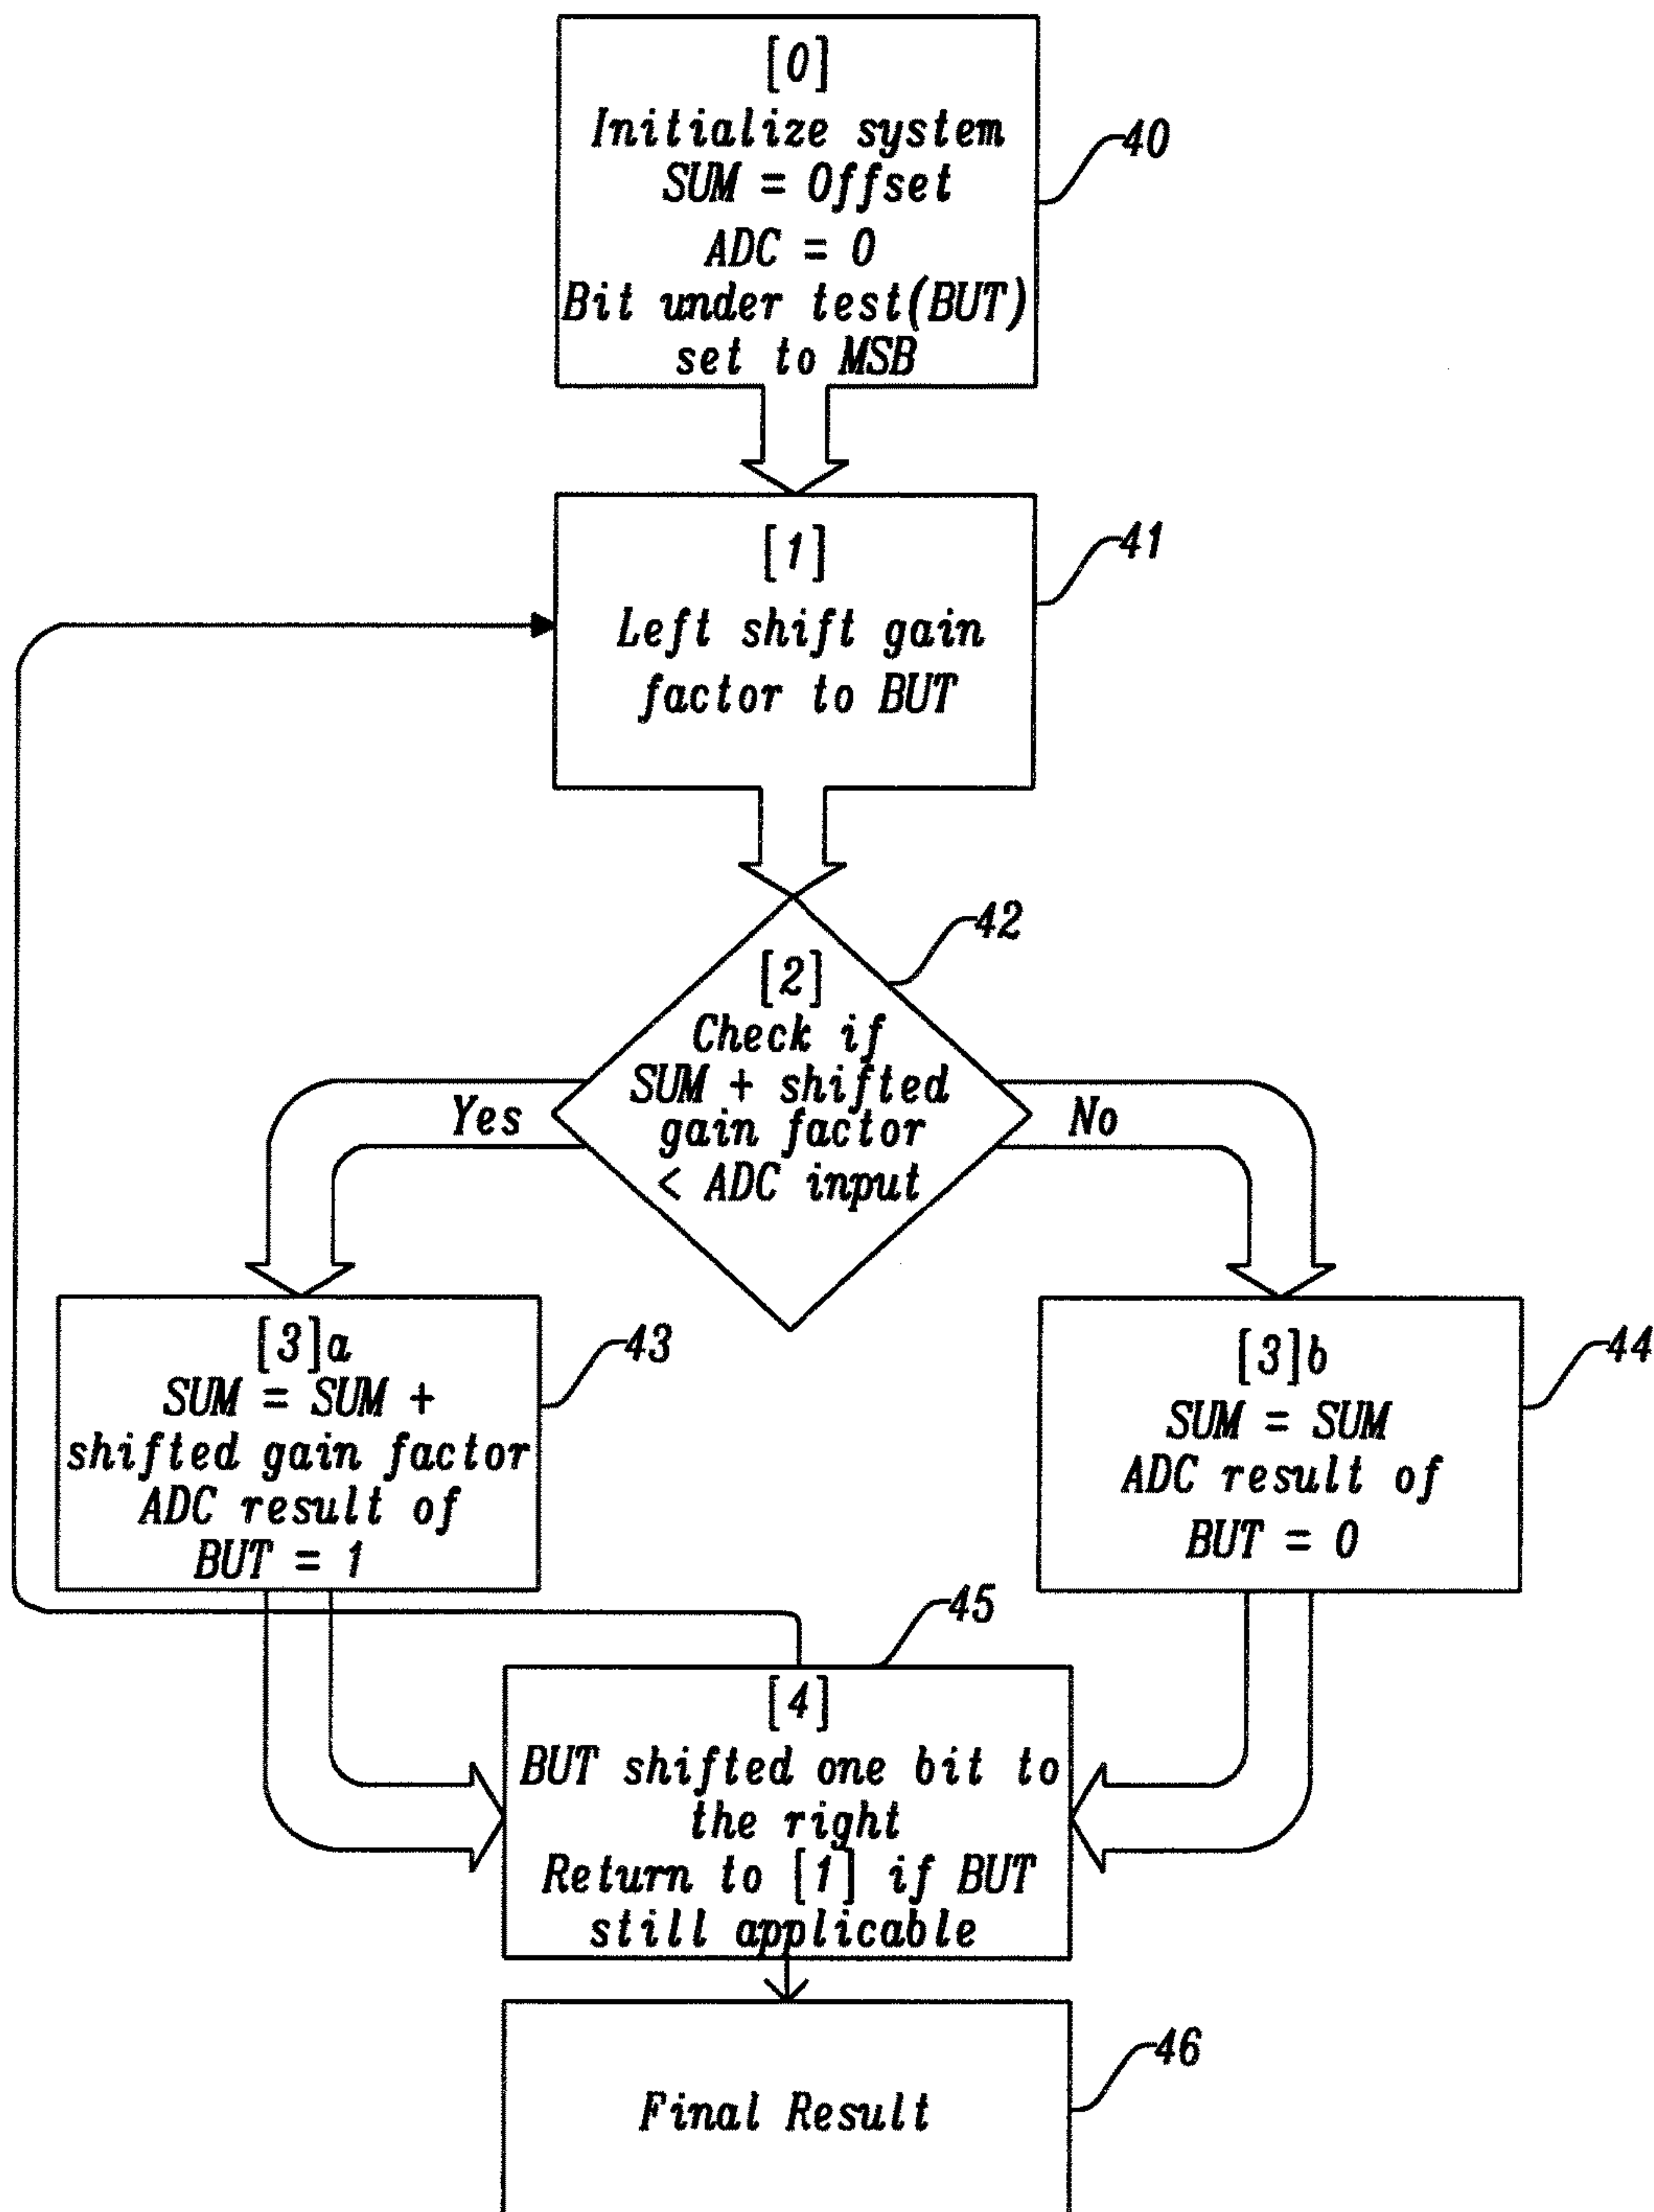 [0]
Initialize system
SUM = Offset
ADC = 0
Bit under test(BUT)
set to MSB
40
[1]
Left shift gain
factor to BUT
41
[2]
Check if
SUM + shifted
gain factor
< ADC input
42
Yes
No
[3]a
SUM = SUM +
shifted gain factor
ADC result of
BUT = 1
43
[3]b
SUM = SUM
ADC result of
BUT = 0
44
45
[4]
BUT shifted one bit to
the right
Return to [1] if BUT
still applicable
Final Result
46